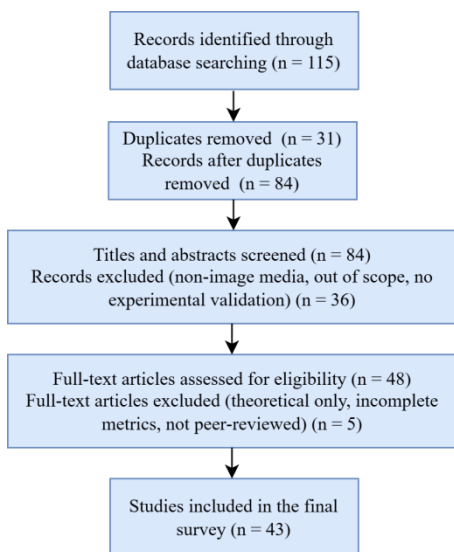 Records identified through
database searching (n = 115)
Duplicates removed (n = 31)
Records after duplicates
removed (n = 84)
Titles and abstracts screened (n = 84)
Records excluded (non-image media, out of scope, no
experimental validation) (n = 36)
Full-text articles assessed for eligibility (n = 48)
Full-text articles excluded (theoretical only, incomplete
metrics, not peer-reviewed) (n = 5)
Studies included in the final
survey (n = 43)